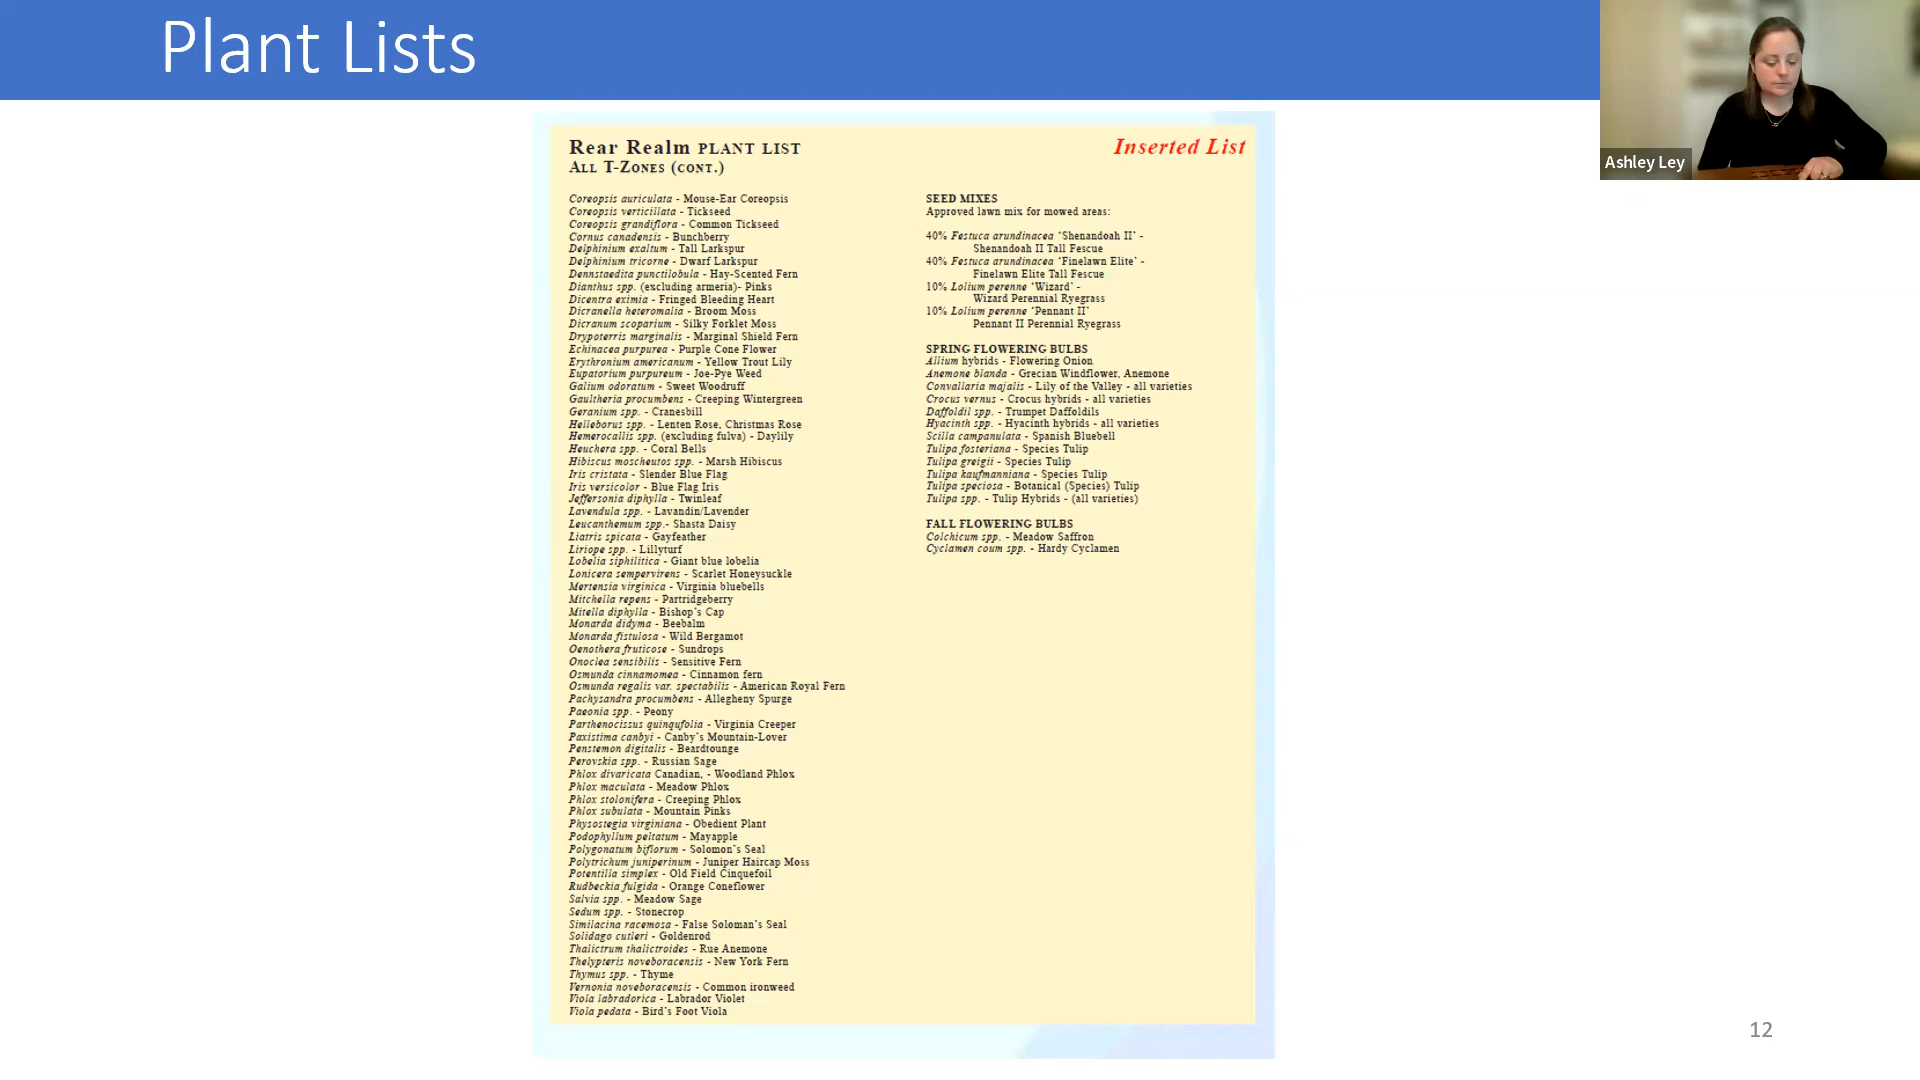 Plant Lists
Ashley Ley
Rear Realm PLANT LIST
Inserted List
ALL T-ZONES (CONT.)
Coreopsis auriculata - Mouse-Ear Coreopsis
Coreopsis verticillata - Tickseed
Coreopsis grandiflora - Common Tickseed
Cornus canadensis - Bunchberry
Delphinium exaltum - Tall Larkspur
Delphinium tricorne - Dwarf Larkspur
Dennstaedita punctilobula - Hay-Scented Fern
Dianthus spp. (excluding armeria)- Pinks
Dicentra eximia - Fringed Bleeding Heart
Dicranella heteromalia - Broom Moss
Dicranum scoparium - Silky Forklet Moss
Drypoterris marginalis - Marginal Shield Fern
Echinacea purpurea - Purple Cone Flower
Erythronium americanum - Yellow Trout Lily
Eupatorium purpureum - Joe-Pye Weed
Galium odoratum - Sweet Woodruff
Gaultheria procumbens - Creeping Wintergreen
Geranium spp. - Cranesbill
Helleborus spp. - Lenten Rose, Christmas Rose
Hemerocallis spp. (excluding fulva) - Daylily
Heuchera spp. - Coral Bells
Hibiscus moscheutos spp. - Marsh Hibiscus
Iris cristata - Slender Blue Flag
Iris versicolor - Blue Flag Iris
Jeffersonia diphylla - Twinleaf
Lavendula spp. - Lavandin/Lavender
Leucanthemum spp.- Shasta Daisy
Liatris spicata - Gayfeather
Liriope spp. - Lillyturf
Lobelia siphilitica - Giant blue lobelia
Lonicera sempervirens - Scarlet Honeysuckle
Mertensia virginica - Virginia bluebells
Mitchella repens - Partridgeberry
Mitella diphylla - Bishop's Cap
Monarda didyma - Beebalm
Monarda fistulosa - Wild Bergamot
Oenothera fruticose - Sundrops
Onoclea sensibilis - Sensitive Fern
Osmunda cinnamomea - Cinnamon fern
Osmunda regalis var. spectabilis - American Royal Fern
Pachysandra procumbens - Allegheny Spurge
Paeonia spp. - Peony
Parthenocissus quinqufolia - Virginia Creeper
Paxistima canbyi - Canby's Mountain-Lover
Penstemon digitalis - Beardtounge
Perovskia spp. - Russian Sage
Phlox divaricata Canadian, - Woodland Phlox
Phlox maculata - Meadow Phlox
Phlox stolonifera - Creeping Phlox
Phlox subulata - Mountain Pinks
Physostegia virginiana - Obedient Plant
Podophyllum peltatum - Mayapple
Polygonatum biflorum - Solomon's Seal
Polytrichum juniperinum - Juniper Haircap Moss
Potentilla simplex - Old Field Cinquefoil
Rudbeckia fulgida - Orange Coneflower
Salvia spp. - Meadow Sage
Sedum spp. - Stonecrop
Similacina racemosa - False Soloman's Seal
Solidago cutleri - Goldenrod
Thalictrum thalictroides - Rue Anemone
Thelypteris noveboracensis - New York Fern
Thymus spp. - Thyme
Vernonia noveboracensis - Common ironweed
Viola labradorica - Labrador Violet
Viola pedata - Bird's Foot Viola
SEED MIXES
Approved lawn mix for mowed areas:
40% Festuca arundinacea 'Shenandoah II' -
Shenandoah II Tall Fescue
40% Festuca arundinacea 'Finelawn Elite' -
Finelawn Elite Tall Fescue
10% Lolium perenne 'Wizard' -
Wizard Perennial Ryegrass
10% Lolium perenne 'Pennant II'
Pennant II Perennial Ryegrass
SPRING FLOWERING BULBS
Allium hybrids - Flowering Onion
Anemone blanda - Grecian Windflower, Anemone
Convallaria majalis - Lily of the Valley - all varieties
Crocus vernus - Crocus hybrids - all varieties
Daffoldil spp. - Trumpet Daffoldils
Hyacinth spp. - Hyacinth hybrids - all varieties
Scilla campanulata - Spanish Bluebell
Tulipa fosteriana - Species Tulip
Tulipa greigii - Species Tulip
Tulipa kaufmanniana - Species Tulip
Tulipa speciosa - Botanical (Species) Tulip
Tulipa spp. - Tulip Hybrids - (all varieties)
FALL FLOWERING BULBS
Colchicum spp. - Meadow Saffron
Cyclamen coum spp. - Hardy Cyclamen
12